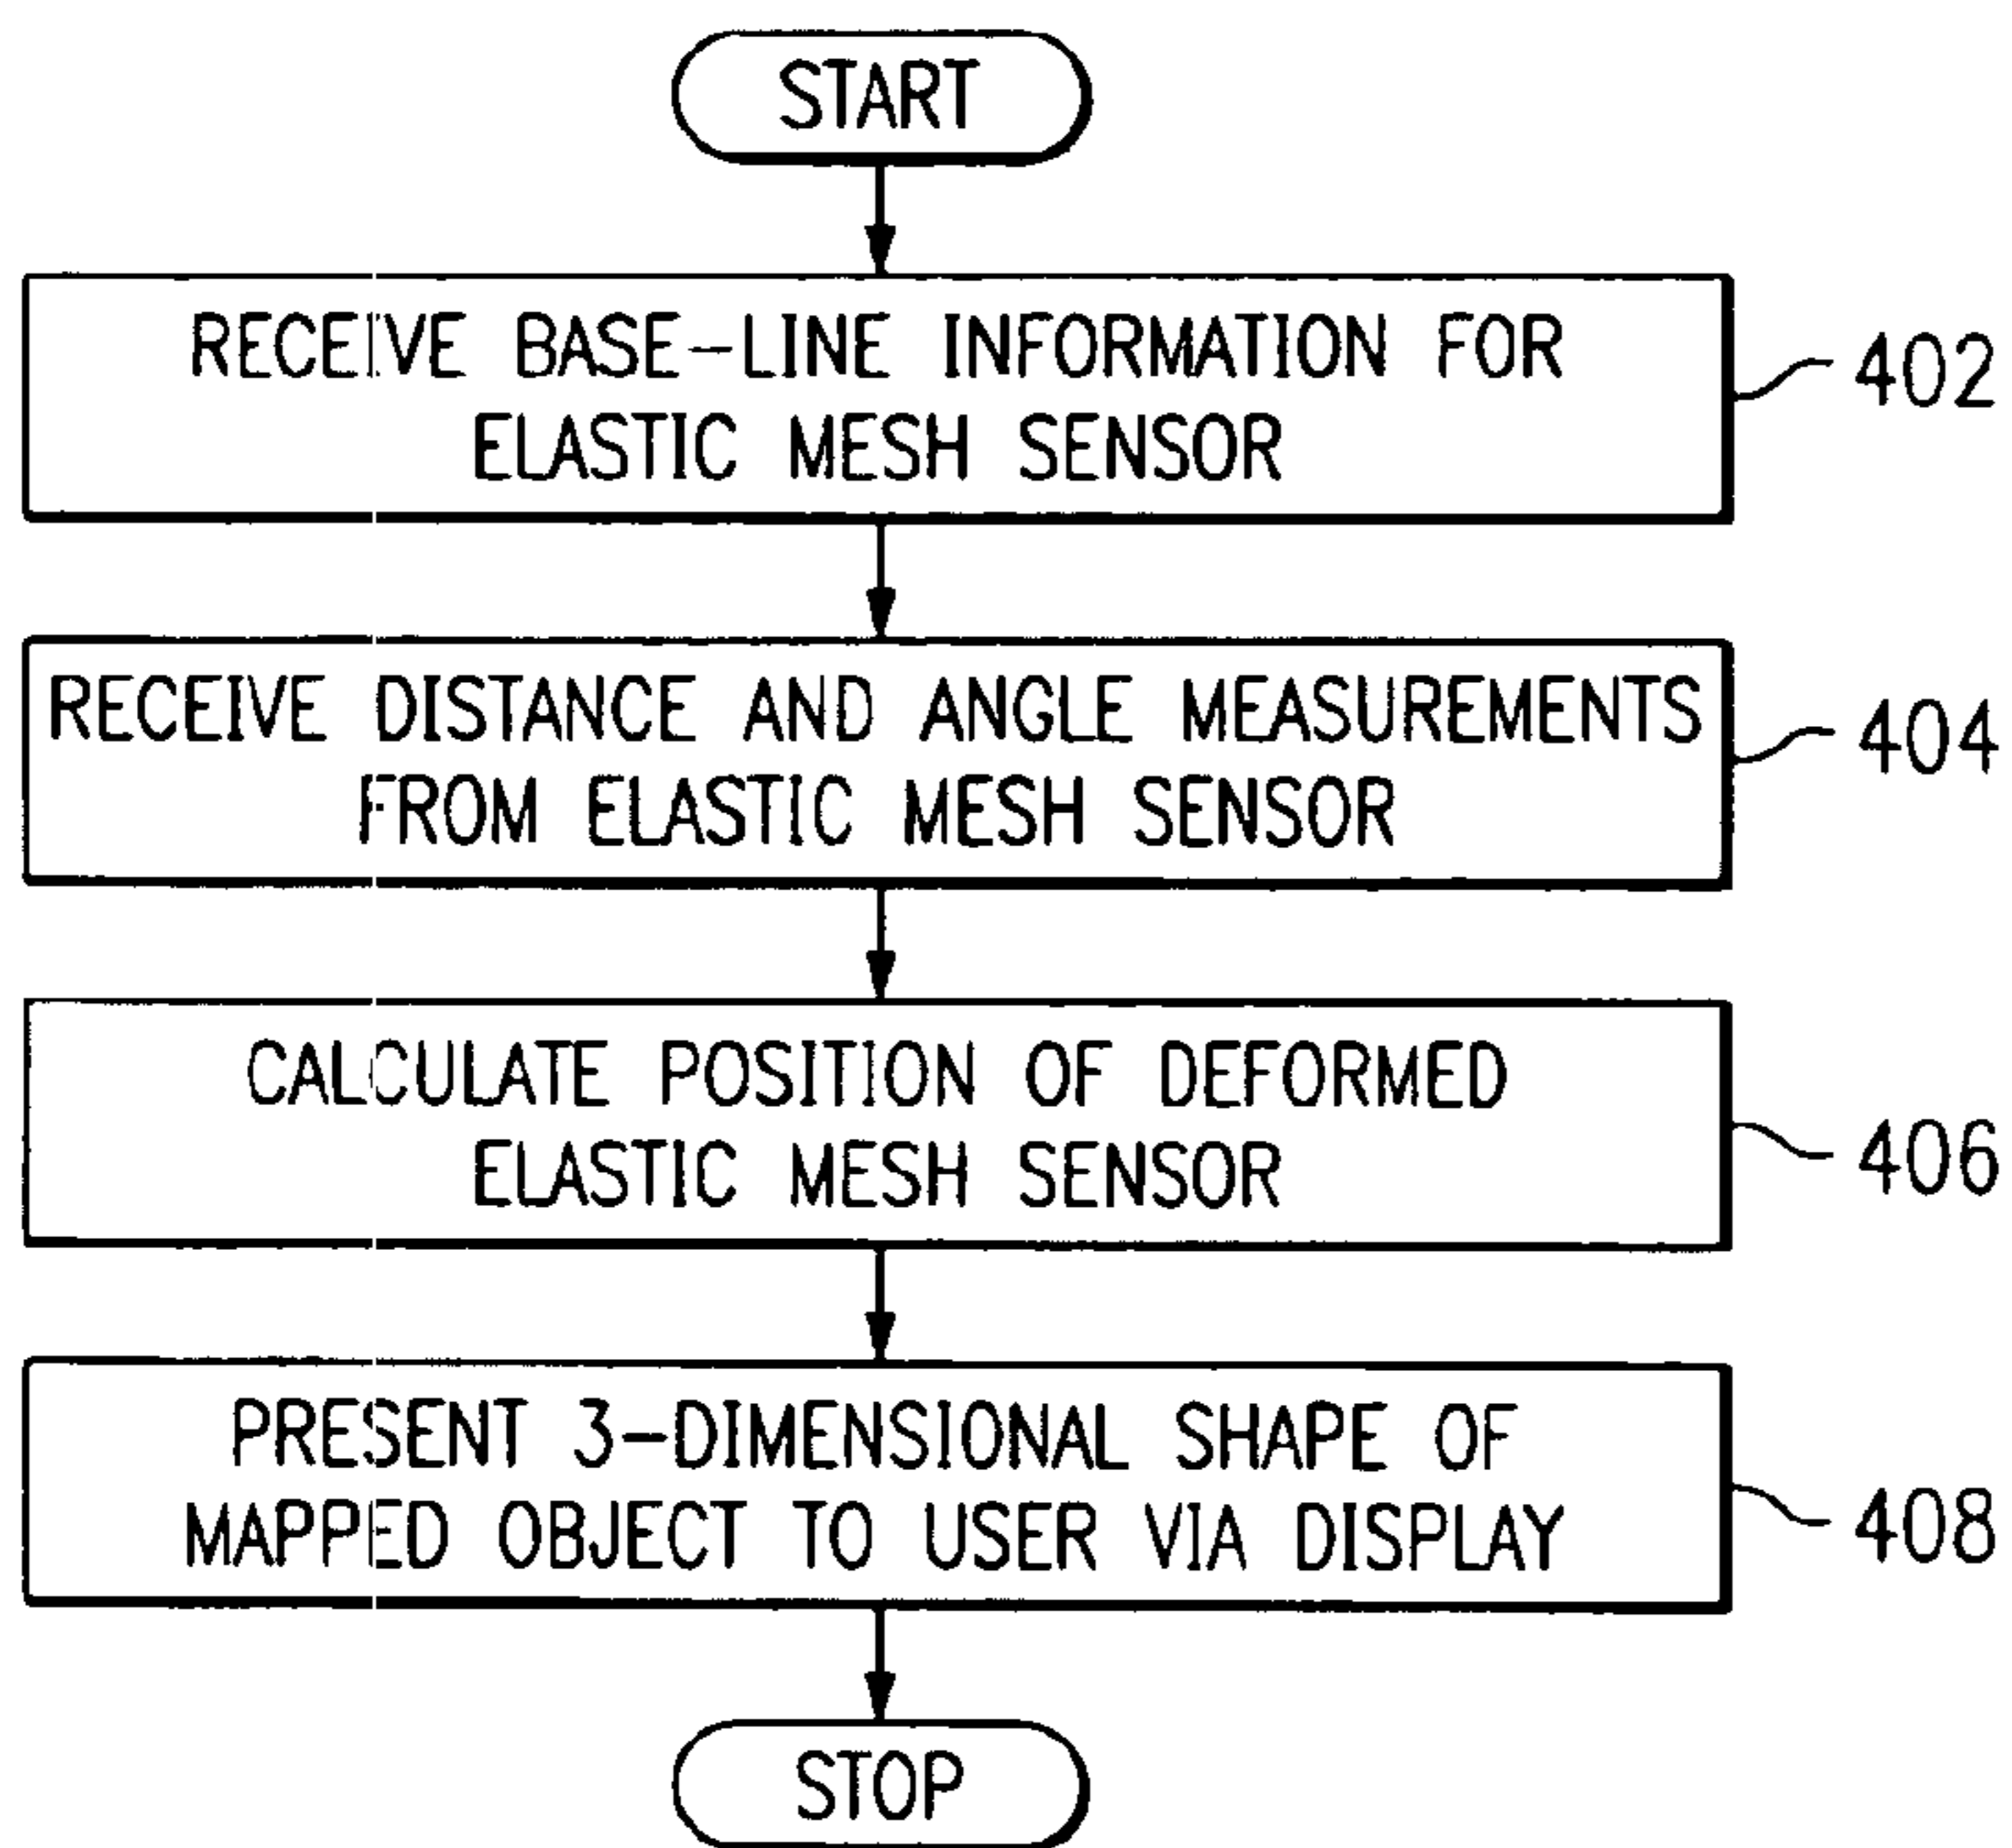 START
RECEIVE BASE-LINE INFORMATION FOR
ELASTIC MESH SENSOR
402
RECEIVE DISTANCE AND ANGLE MEASUREMENTS
FROM ELASTIC MESH SENSOR
404
CALCULATE POSITION OF DEFORMED
ELASTIC MESH SENSOR
406
PRESENT 3-DIMENSIONAL SHAPE OF
MAPPED OBJECT TO USER VIA DISPLAY
408
STOP